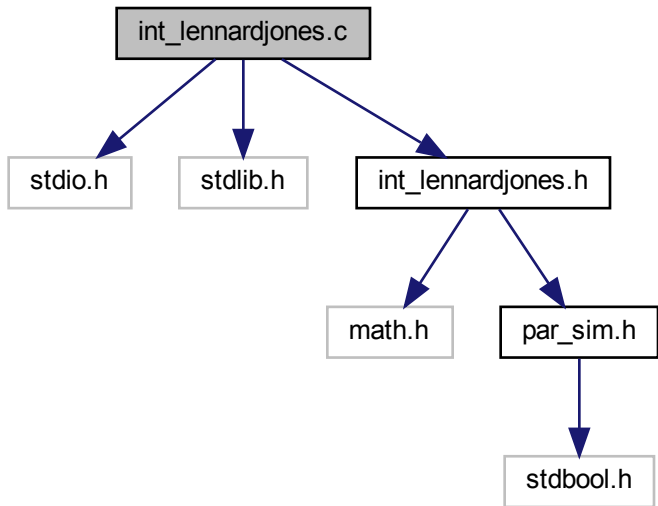 int_lennardjones.c
stdio.h
stdlib.h
int_lennardjones.h
math.h
par_sim.h
stdbool.h